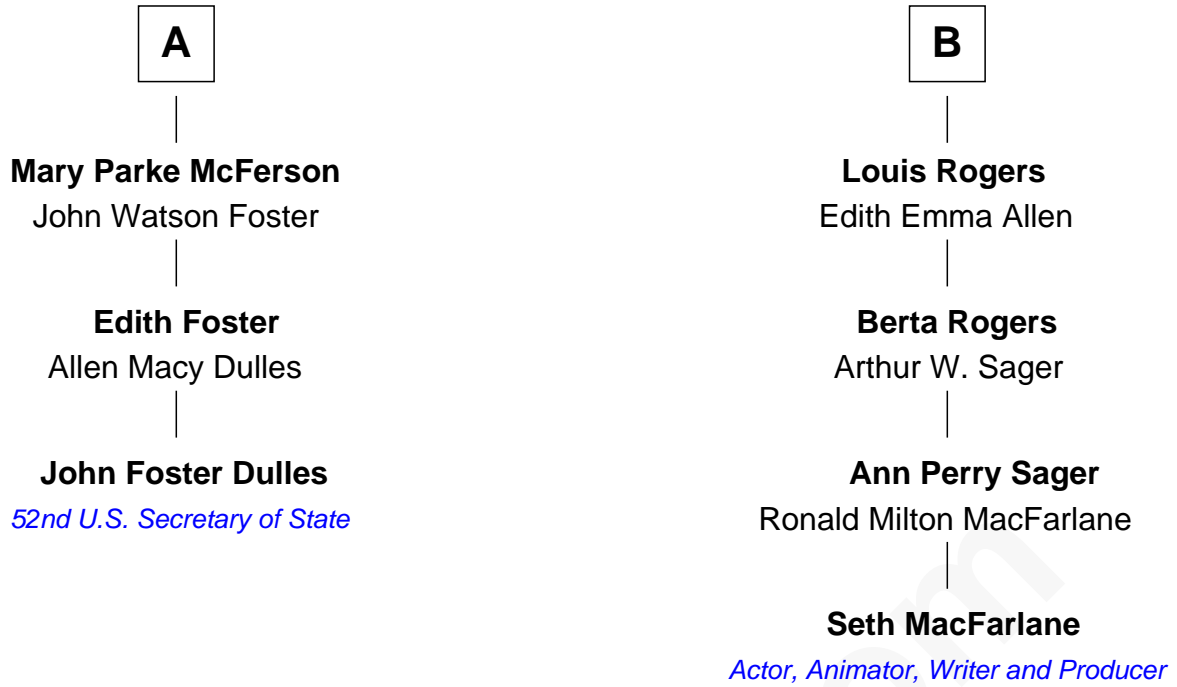 A
Mary Parke McFerson
John Watson Foster
Edith Foster
Allen Macy Dulles
John Foster Dulles
52nd U.S. Secretary of State
B
Louis Rogers
Edith Emma Allen
Berta Rogers
Arthur W. Sager
Ann Perry Sager
Ronald Milton MacFarlane
Seth MacFarlane
Actor, Animator, Writer and Producer